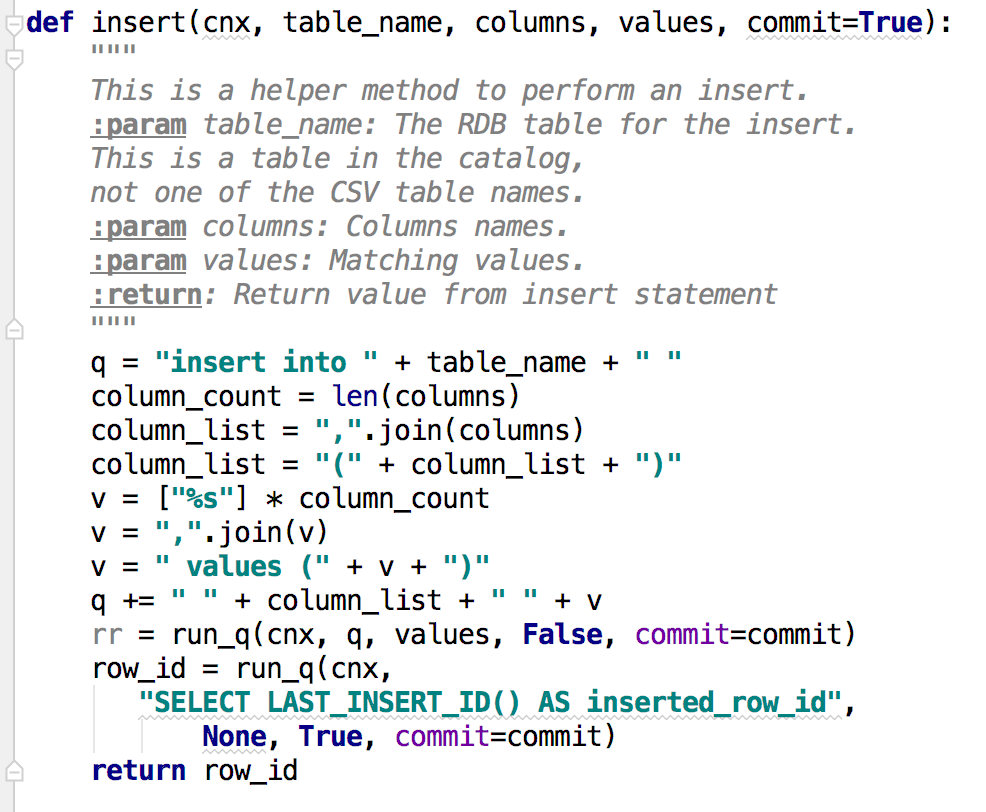 def insert(cnx, table_name, columns, values, commit=True):
"""
This is a helper method to perform an insert.
:param table_name: The RDB table for the insert.
This is a table in the catalog,
not one of the CSV table names.
:param columns: Columns names.
:param values: Matching values.
:return: Return value from insert statement
"""
q = "insert into " + table_name + " "
column_count = len(columns)
column_list = ",".join(columns)
column_list = "(" + column_list + ")"
v = ["%s"] * column_count
v = ",".join(v)
v = " values (" + v + ")"
q += " " + column_list + " " + v
rr = run_q(cnx, q, values, False, commit=commit)
row_id = run_q(cnx,
"SELECT LAST_INSERT_ID() AS inserted_row_id",
None, True, commit=commit)
return row_id